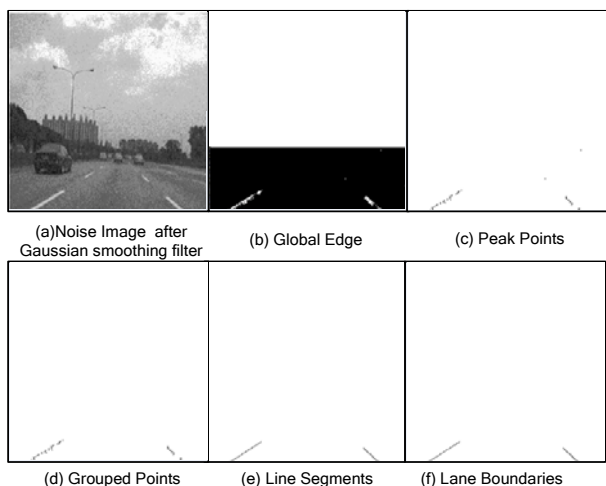 (a)Noise Image after
Gaussian smoothing filter
(b) Global Edge
(c) Peak Points
(d) Grouped Points
(e) Line Segments
(f) Lane Boundaries